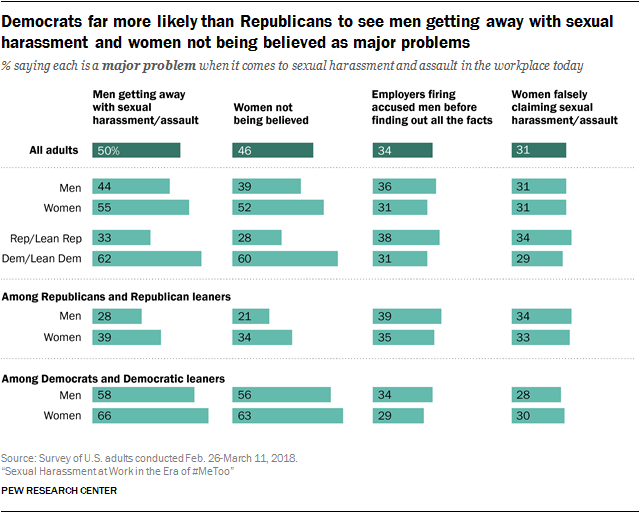 Democrats far more likely than Republicans to see men getting away with sexual
harassment and women not being believed as major problems
% saying each is a major problem when it comes to sexual harassment and assault in the workplace today
Men getting away with sexual harassment/assault
Women not being believed
Employers firing accused men before finding out all the facts
Women falsely claiming sexual harassment/assault
All adults 50% 46 34 31
Men 44 39 36 31
Women 55 52 31 31
Rep/Lean Rep 33 28 38 34
Dem/Lean Dem 62 60 31 29
Among Republicans and Republican leaners
Men 28 21 39 34
Women 39 34 35 33
Among Democrats and Democratic leaners
Men 58 56 34 28
Women 66 63 29 30
Source: Survey of U.S. adults conducted Feb. 26-March 11, 2018.
“Sexual Harassment at Work in the Era of #MeToo”
PEW RESEARCH CENTER